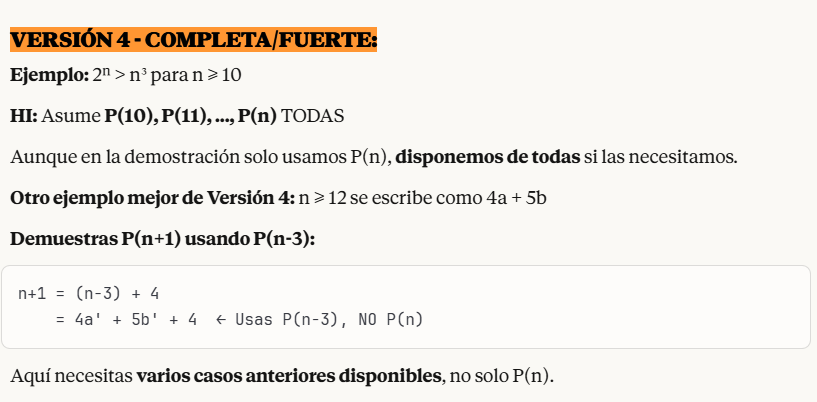 VERSIÓN 4 - COMPLETA/FUERTE:
Ejemplo: 2ⁿ > n³ para n ≥ 10
HI: Asume P(10), P(11), ..., P(n) TODAS
Aunque en la demostración solo usamos P(n), disponemos de todas si las necesitamos.
Otro ejemplo mejor de Versión 4: n ≥ 12 se escribe como 4a + 5b
Demuestras P(n+1) usando P(n-3):
n+1 = (n-3) + 4
= 4a' + 5b' + 4 ← Usas P(n-3), NO P(n)
Aquí necesitas varios casos anteriores disponibles, no solo P(n).